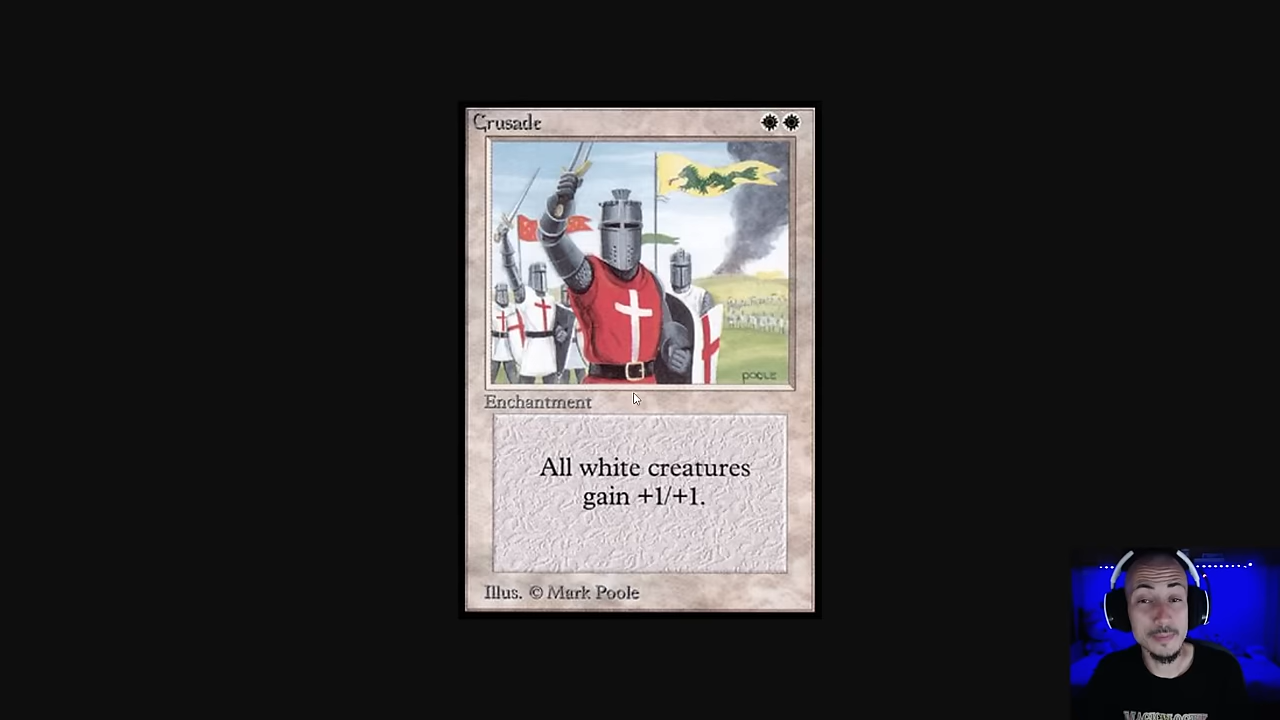 Crusade
POOLE
Enchantment
All white creatures
gain +1/+1.
Illus. © Mark Poole